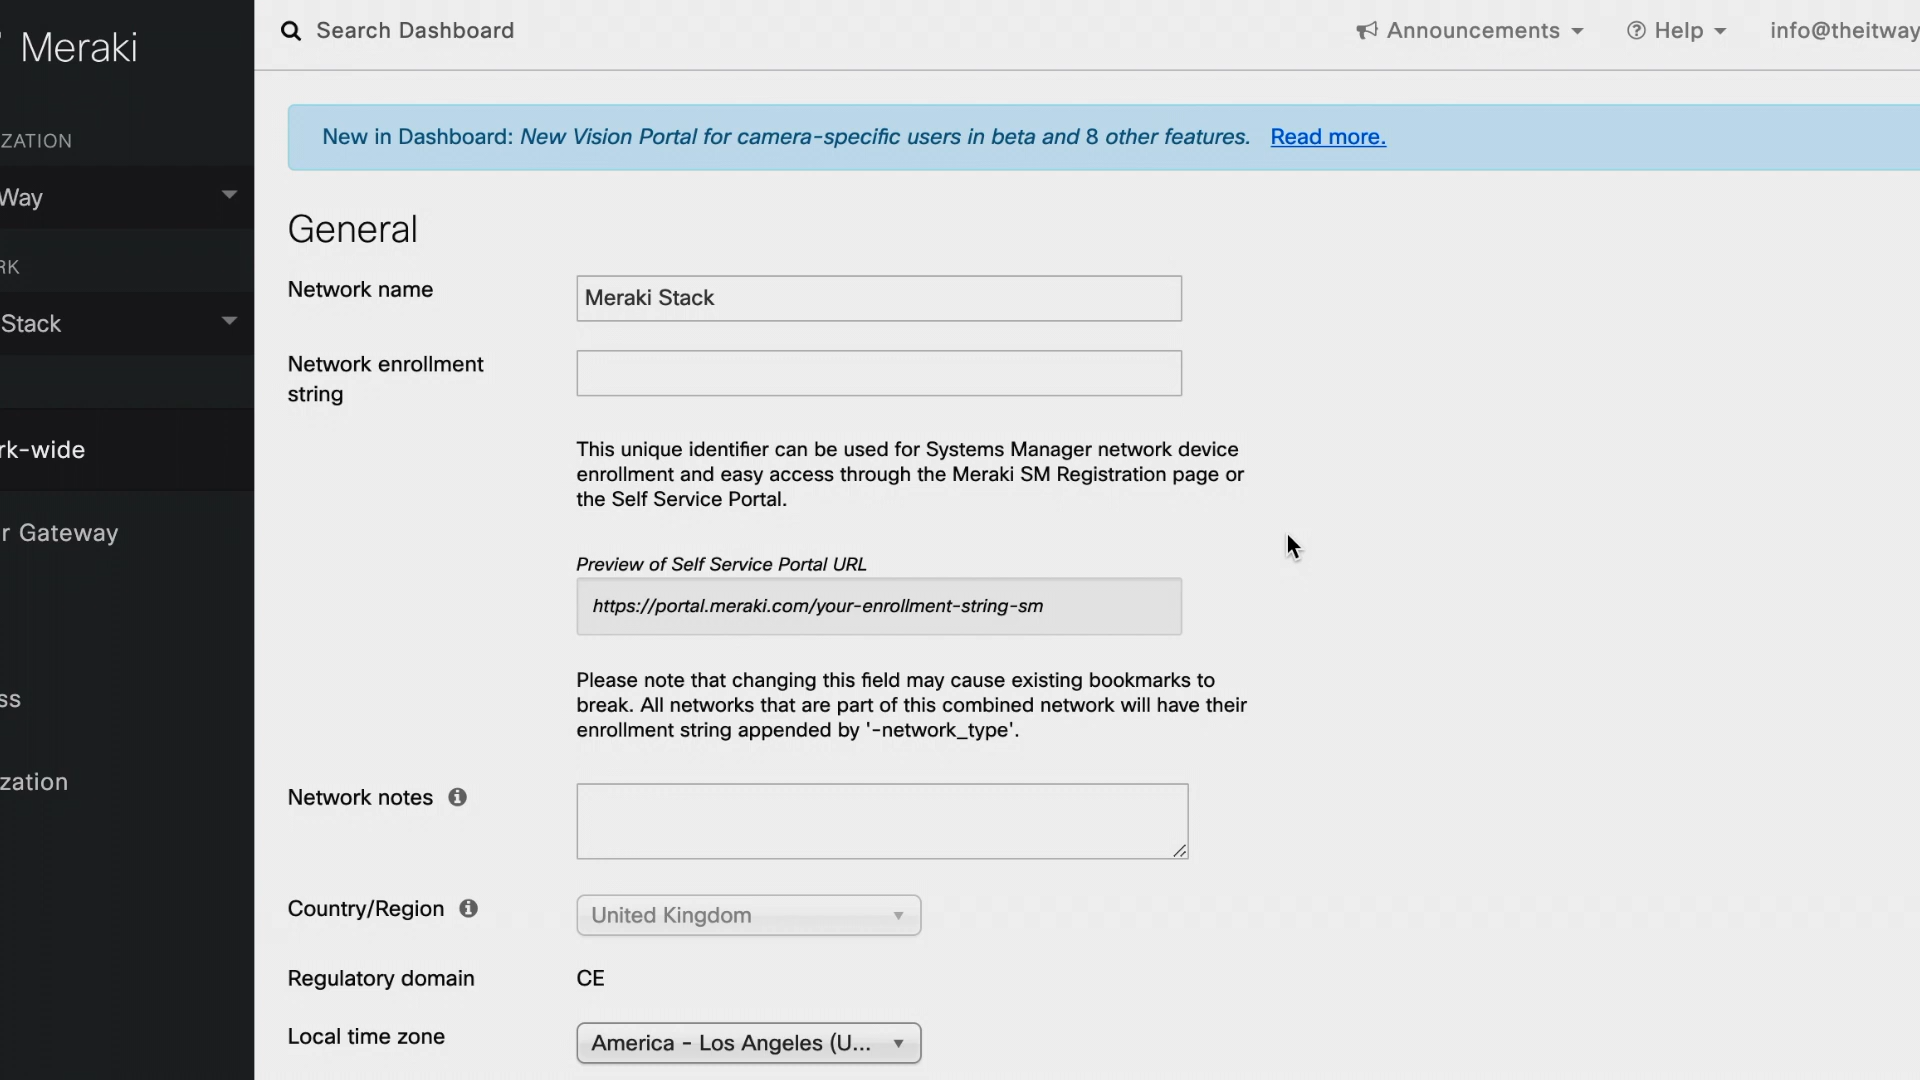 Meraki
Search Dashboard
Announcements
Help
info@theitway
ZATION
Way
RK
Stack
rk-wide
r Gateway
ss
zation
New in Dashboard: New Vision Portal for camera-specific users in beta and 8 other features. Read more.
General
Network name
Meraki Stack
Network enrollment
string
This unique identifier can be used for Systems Manager network device
enrollment and easy access through the Meraki SM Registration page or
the Self Service Portal.
Preview of Self Service Portal URL
https://portal.meraki.com/your-enrollment-string-sm
Please note that changing this field may cause existing bookmarks to
break. All networks that are part of this combined network will have their
enrollment string appended by '-network_type'.
Network notes
Country/Region
United Kingdom
Regulatory domain
CE
Local time zone
America - Los Angeles (U...